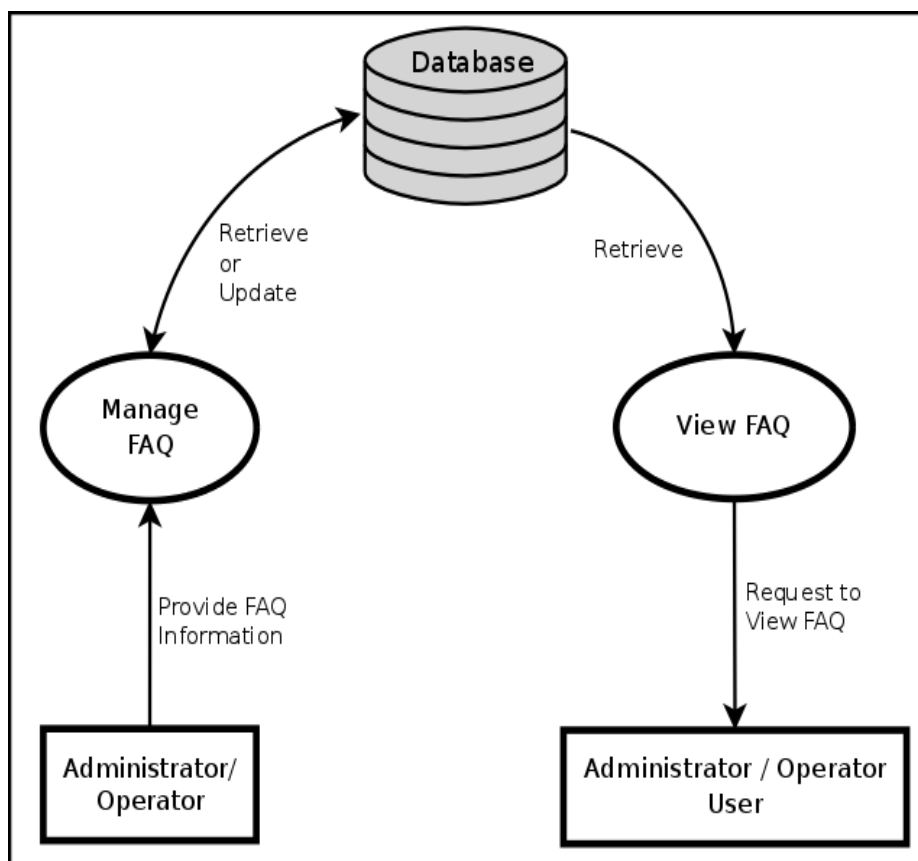 Database
Retrieve
or
Update
Retrieve
Manage
FAQ
View FAQ
Provide FAQ
Information
Request to
View FAQ
Administrator/
Operator
Administrator / Operator
User